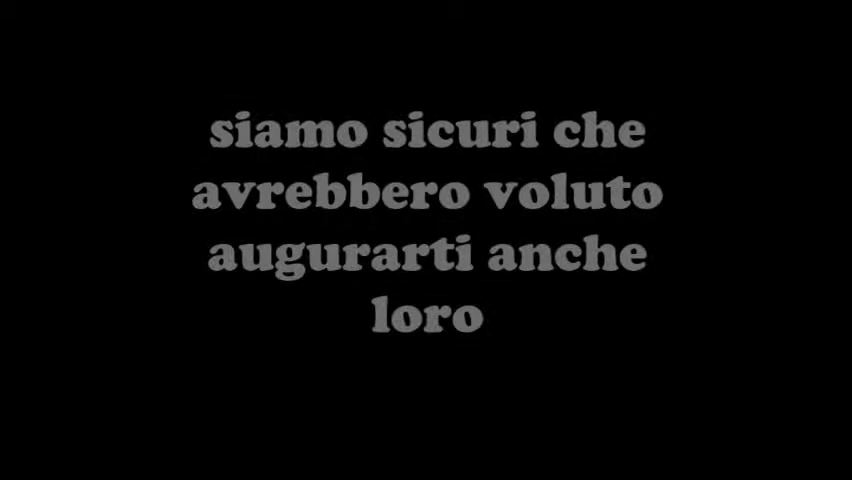 siamo sicuri che
avrebbero voluto
augurarti anche
loro